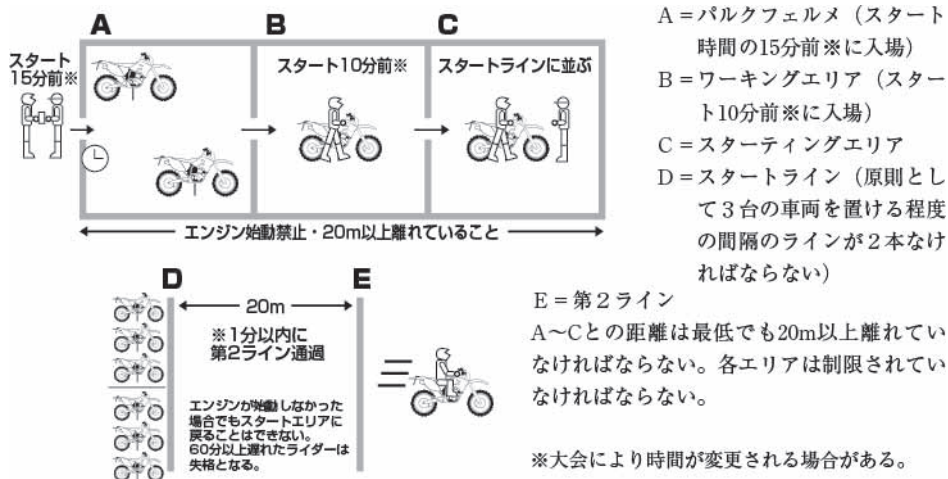 A
B
C
スタート
15分前※
スタート10分前※
スタートラインに並ぶ
エンジン始動禁止・20m以上離れていること
D
E
20m
※1分以内に
第2ライン通過
エンジンが始動しなかった
場合でもスタートエリアに
戻ることはできない。
60分以上遅れたライダーは
失格となる。
A=パルクフェルメ（スタート
時間の15分前※に入場）
B=ワーキングエリア（スター
ト10分前※に入場）
C=スターティングエリア
D=スタートライン（原則とし
て3台の車両を置ける程度
の間隔のラインが2本なけ
ればならない）
E=第2ライン
A〜Cとの距離は最低でも20m以上離れてい
なければならない。各エリアは制限されてい
なければならない。
※大会により時間が変更される場合がある。